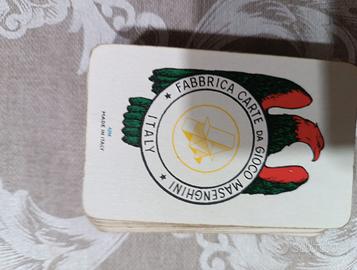 FABBRICA CARTE DA GIOCO MASENGHINI
ITALY
MADE IN ITALY